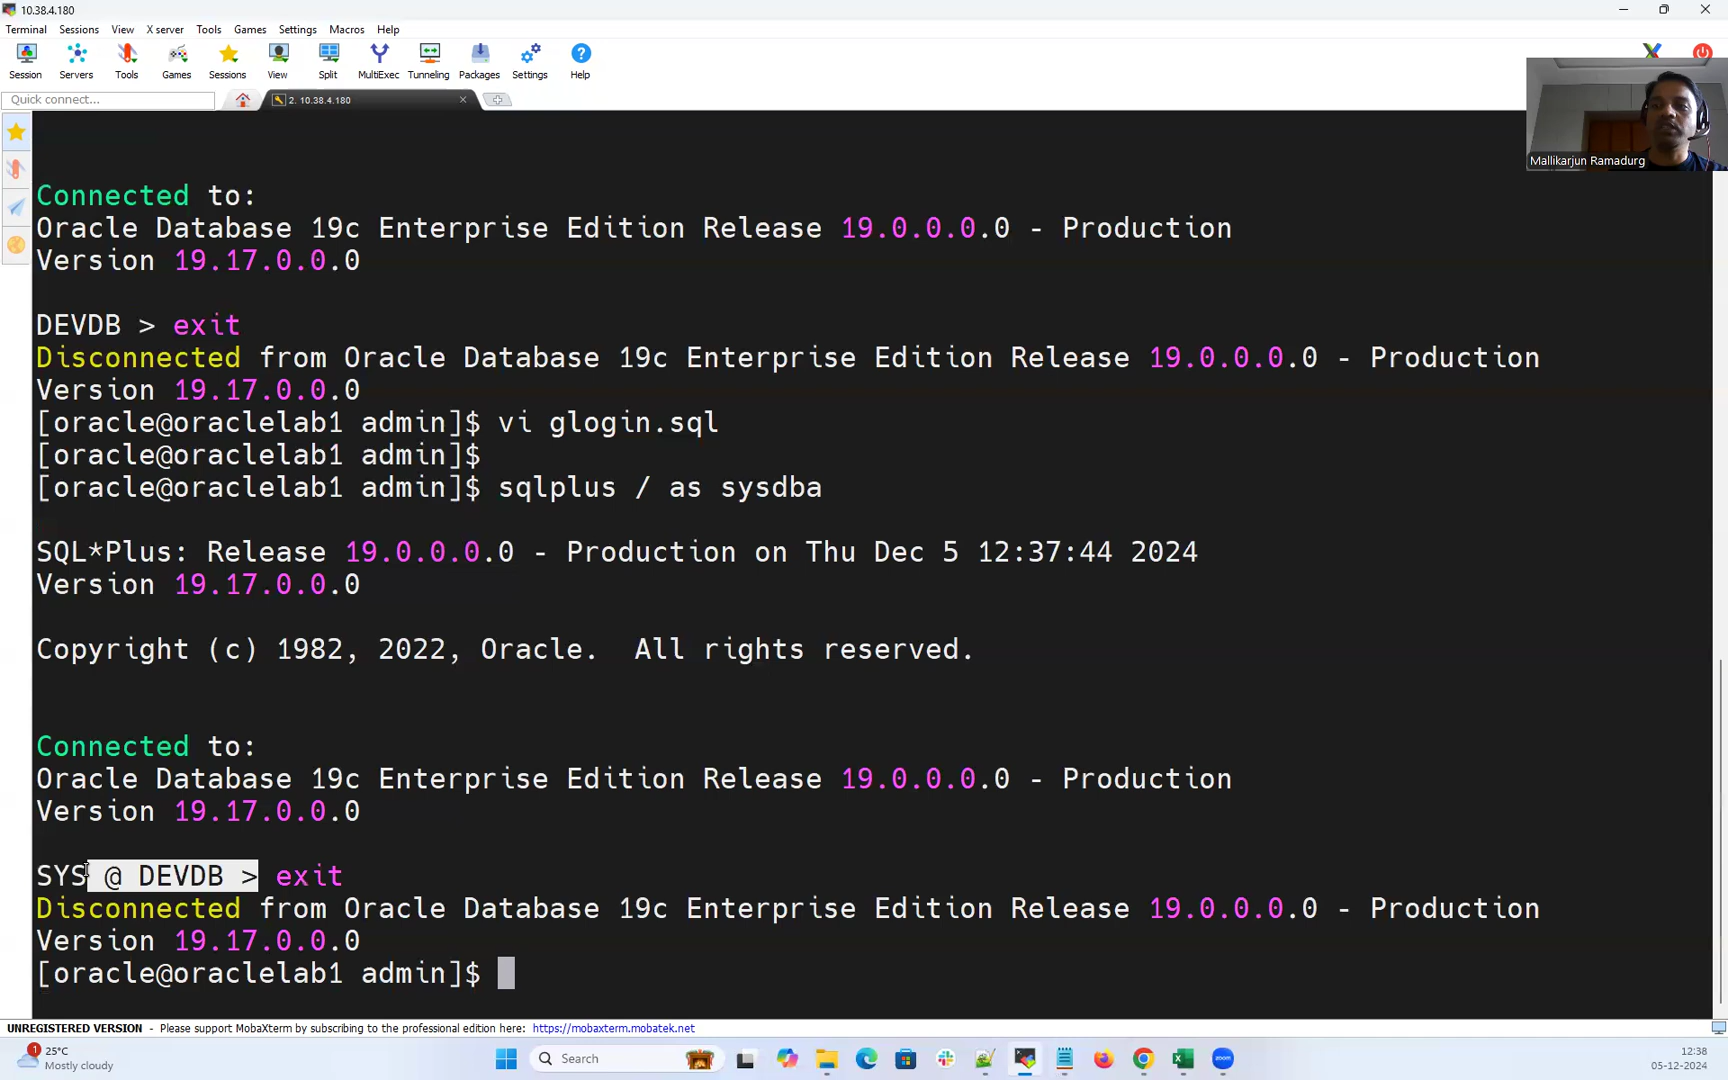 10.38.4.180
Terminal Sessions View X server Tools Games Settings Macros Help
Session Servers Tools Games Sessions View Split MultiExec Tunneling Packages Settings Help
Quick connect...
2. 10.38.4.180
Mallikarjun Ramadurg
Connected to:
Oracle Database 19c Enterprise Edition Release 19.0.0.0.0 - Production
Version 19.17.0.0.0
DEVDB > exit
Disconnected from Oracle Database 19c Enterprise Edition Release 19.0.0.0.0 - Production
Version 19.17.0.0.0
[oracle@oraclelab1 admin]$ vi glogin.sql
[oracle@oraclelab1 admin]$
[oracle@oraclelab1 admin]$ sqlplus / as sysdba
SQL*Plus: Release 19.0.0.0.0 - Production on Thu Dec 5 12:37:44 2024
Version 19.17.0.0.0
Copyright (c) 1982, 2022, Oracle.  All rights reserved.
Connected to:
Oracle Database 19c Enterprise Edition Release 19.0.0.0.0 - Production
Version 19.17.0.0.0
SYS @ DEVDB > exit
Disconnected from Oracle Database 19c Enterprise Edition Release 19.0.0.0.0 - Production
Version 19.17.0.0.0
[oracle@oraclelab1 admin]$
UNREGISTERED VERSION - Please support MobaXterm by subscribing to the professional edition here: https://mobaxterm.mobatek.net
1
25°C
Mostly cloudy
Search
zoom
12:38
05-12-2024